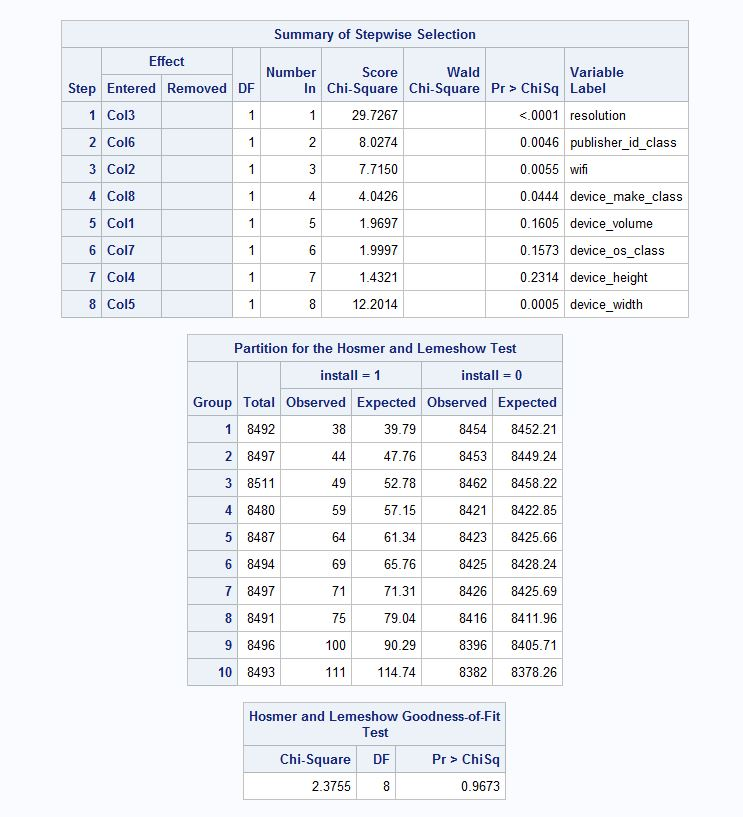 Summary of Stepwise Selection
Step Effect DF Number In Score Chi-Square Wald Chi-Square Pr > ChiSq Variable Label
Entered Removed
1 Col3 1 1 29.7267 <.0001 resolution
2 Col6 1 2 8.0274 0.0046 publisher_id_class
3 Col2 1 3 7.7150 0.0055 wifi
4 Col8 1 4 4.0426 0.0444 device_make_class
5 Col1 1 5 1.9697 0.1605 device_volume
6 Col7 1 6 1.9997 0.1573 device_os_class
7 Col4 1 7 1.4321 0.2314 device_height
8 Col5 1 8 12.2014 0.0005 device_width
Partition for the Hosmer and Lemeshow Test
install = 1 install = 0
Group Total Observed Expected Observed Expected
1 8492 38 39.79 8454 8452.21
2 8497 44 47.76 8453 8449.24
3 8511 49 52.78 8462 8458.22
4 8480 59 57.15 8421 8422.85
5 8487 64 61.34 8423 8425.66
6 8494 69 65.76 8425 8428.24
7 8497 71 71.31 8426 8425.69
8 8491 75 79.04 8416 8411.96
9 8496 100 90.29 8396 8405.71
10 8493 111 114.74 8382 8378.26
Hosmer and Lemeshow Goodness-of-Fit
Test
Chi-Square DF Pr > ChiSq
2.3755 8 0.9673